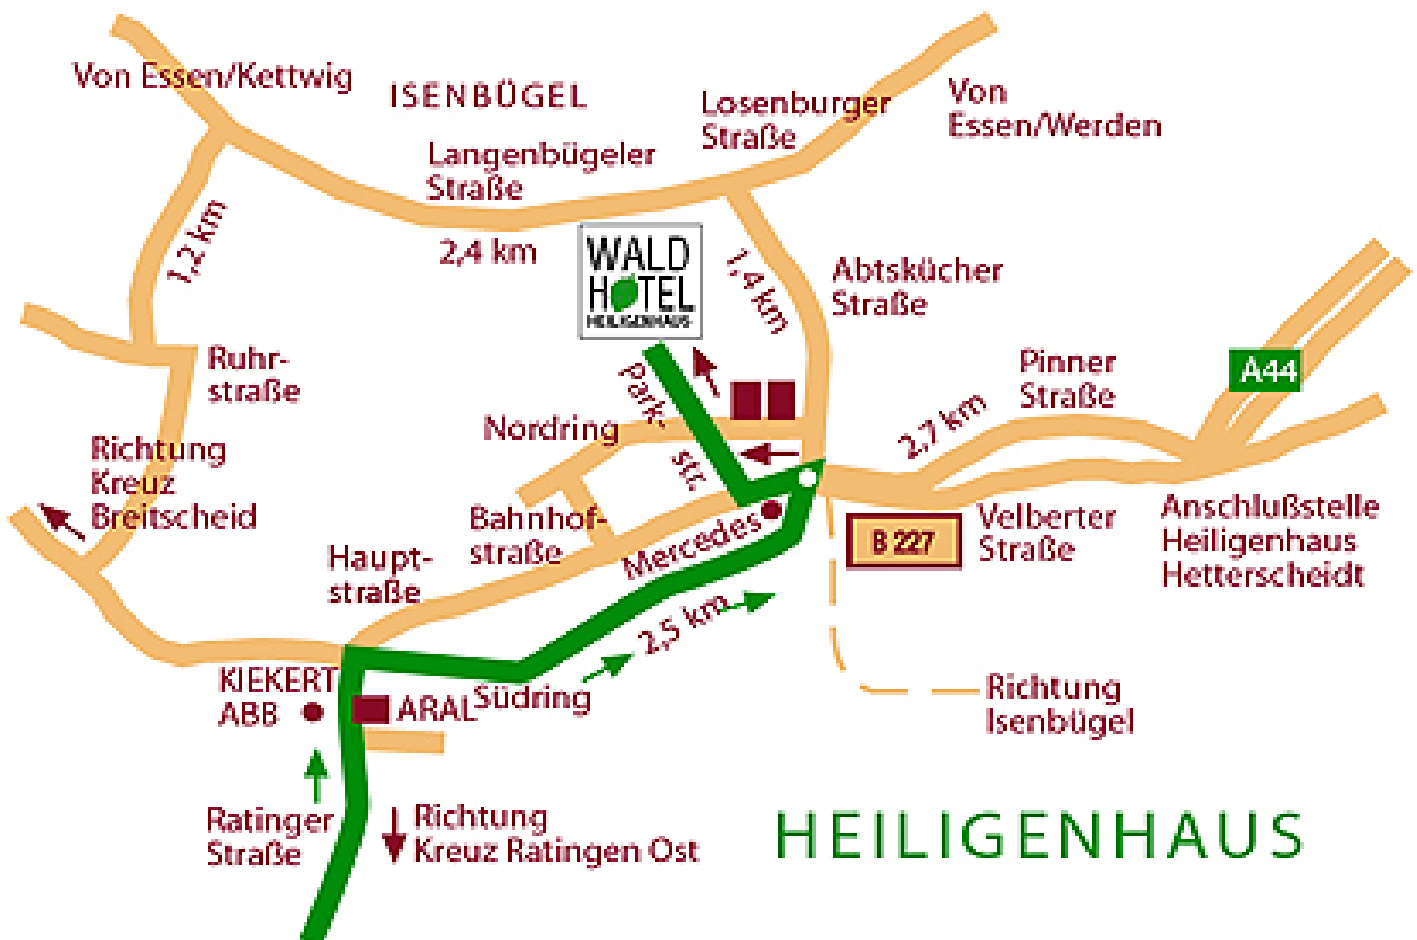 Von Essen/Kettwig
ISENBÜGEL
Losenburger
Straße
Von
Essen/Werden
Langenbügeler
Straße
1,2 km
2,4 km
WALD
HOTEL
HEILIGENHAUS
1,4 km
Abtskücher
Straße
Ruhr-
straße
Park-
str.
Pinner
Straße
A44
Nordring
2,7 km
Richtung
Kreuz
Breitscheid
Bahnhof-
straße
Mercedes
B 227
Velberter
Straße
Anschlußstelle
Heiligenhaus
Hetterscheidt
Haupt-
straße
2,5 km
KIEKERT
ABB
ARAL
Südring
Richtung
Isenbügel
Ratinger
Straße
Richtung
Kreuz Ratingen Ost
HEILIGENHAUS